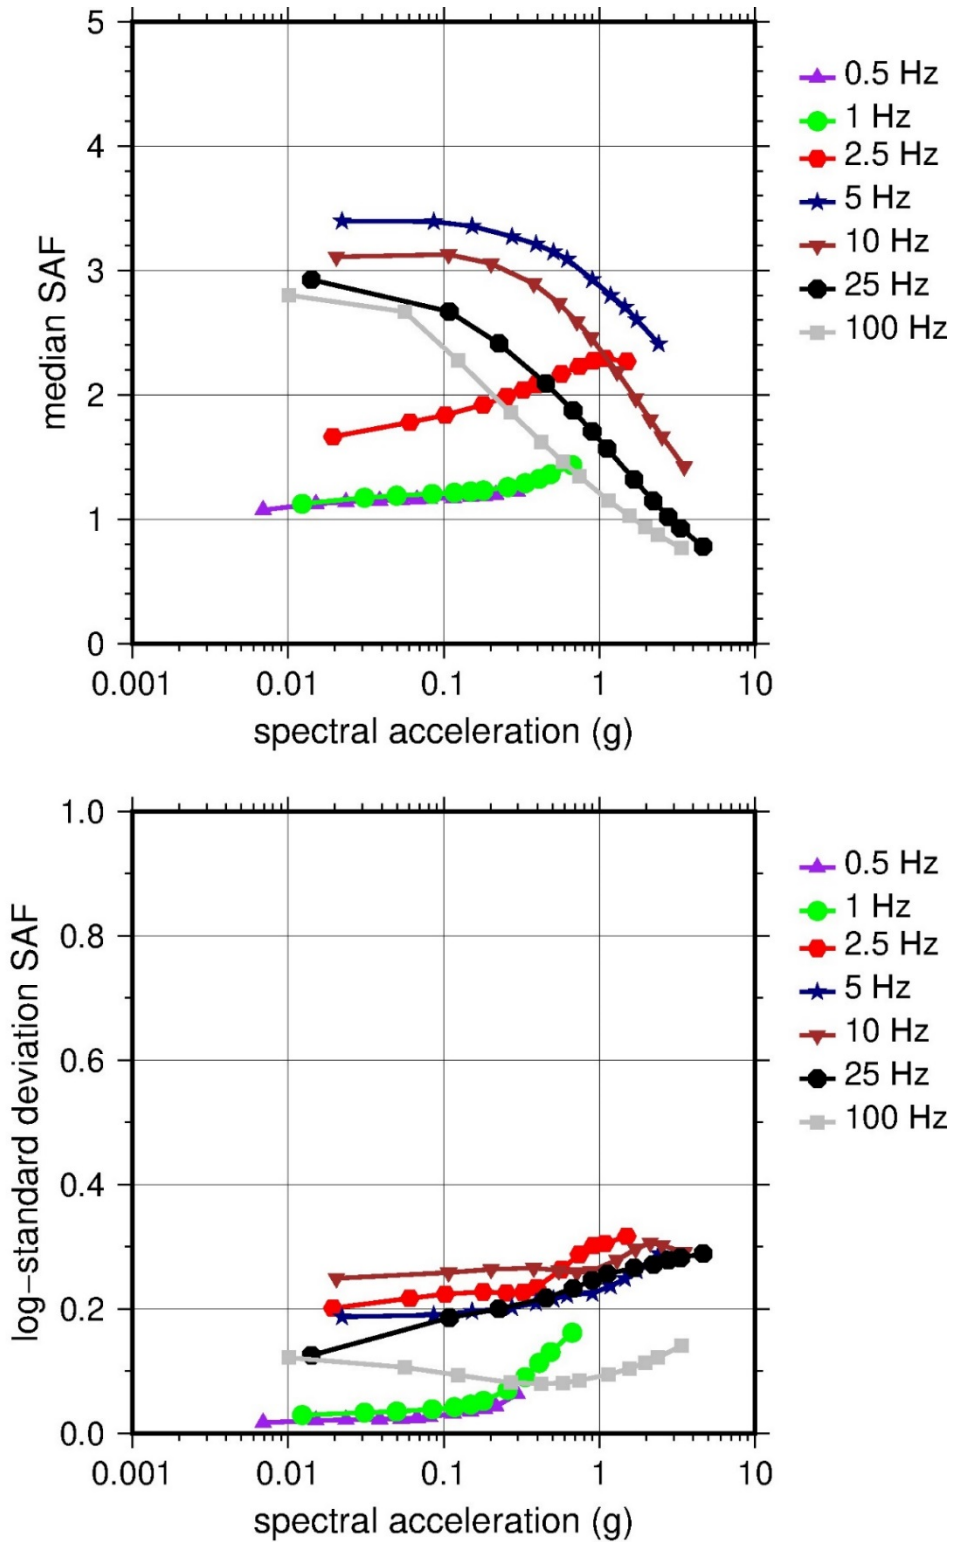 median SAF
5
4
3
2
1
0
0.001
0.01
0.1
1
10
spectral acceleration (g)
0.5 Hz
1 Hz
2.5 Hz
5 Hz
10 Hz
25 Hz
100 Hz
log−standard deviation SAF
1.0
0.8
0.6
0.4
0.2
0.0
0.001
0.01
0.1
1
10
spectral acceleration (g)
0.5 Hz
1 Hz
2.5 Hz
5 Hz
10 Hz
25 Hz
100 Hz